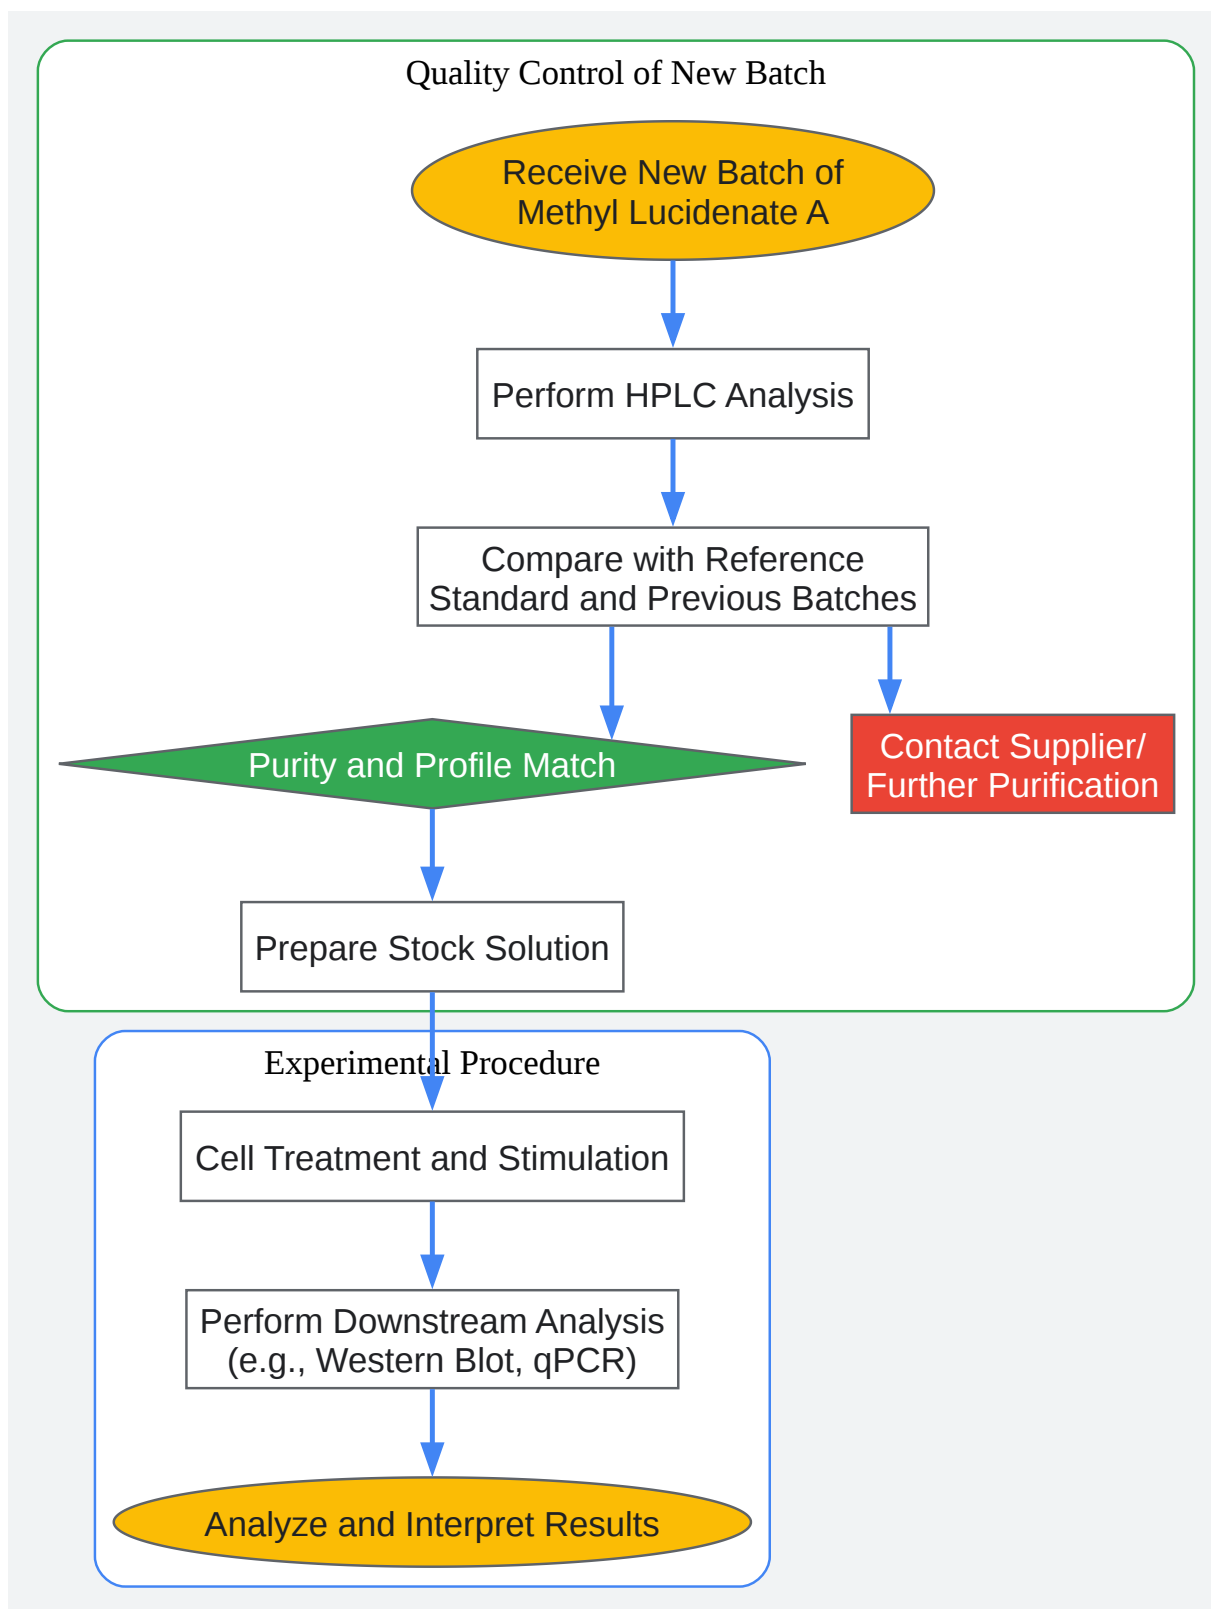 Quality Control of New Batch
Receive New Batch of
Methyl Lucidenate A
Perform HPLC Analysis
Compare with Reference
Standard and Previous Batches
Purity and Profile Match
Contact Supplier/
Further Purification
Prepare Stock Solution
Experimental Procedure
Cell Treatment and Stimulation
Perform Downstream Analysis
(e.g., Western Blot, qPCR)
Analyze and Interpret Results